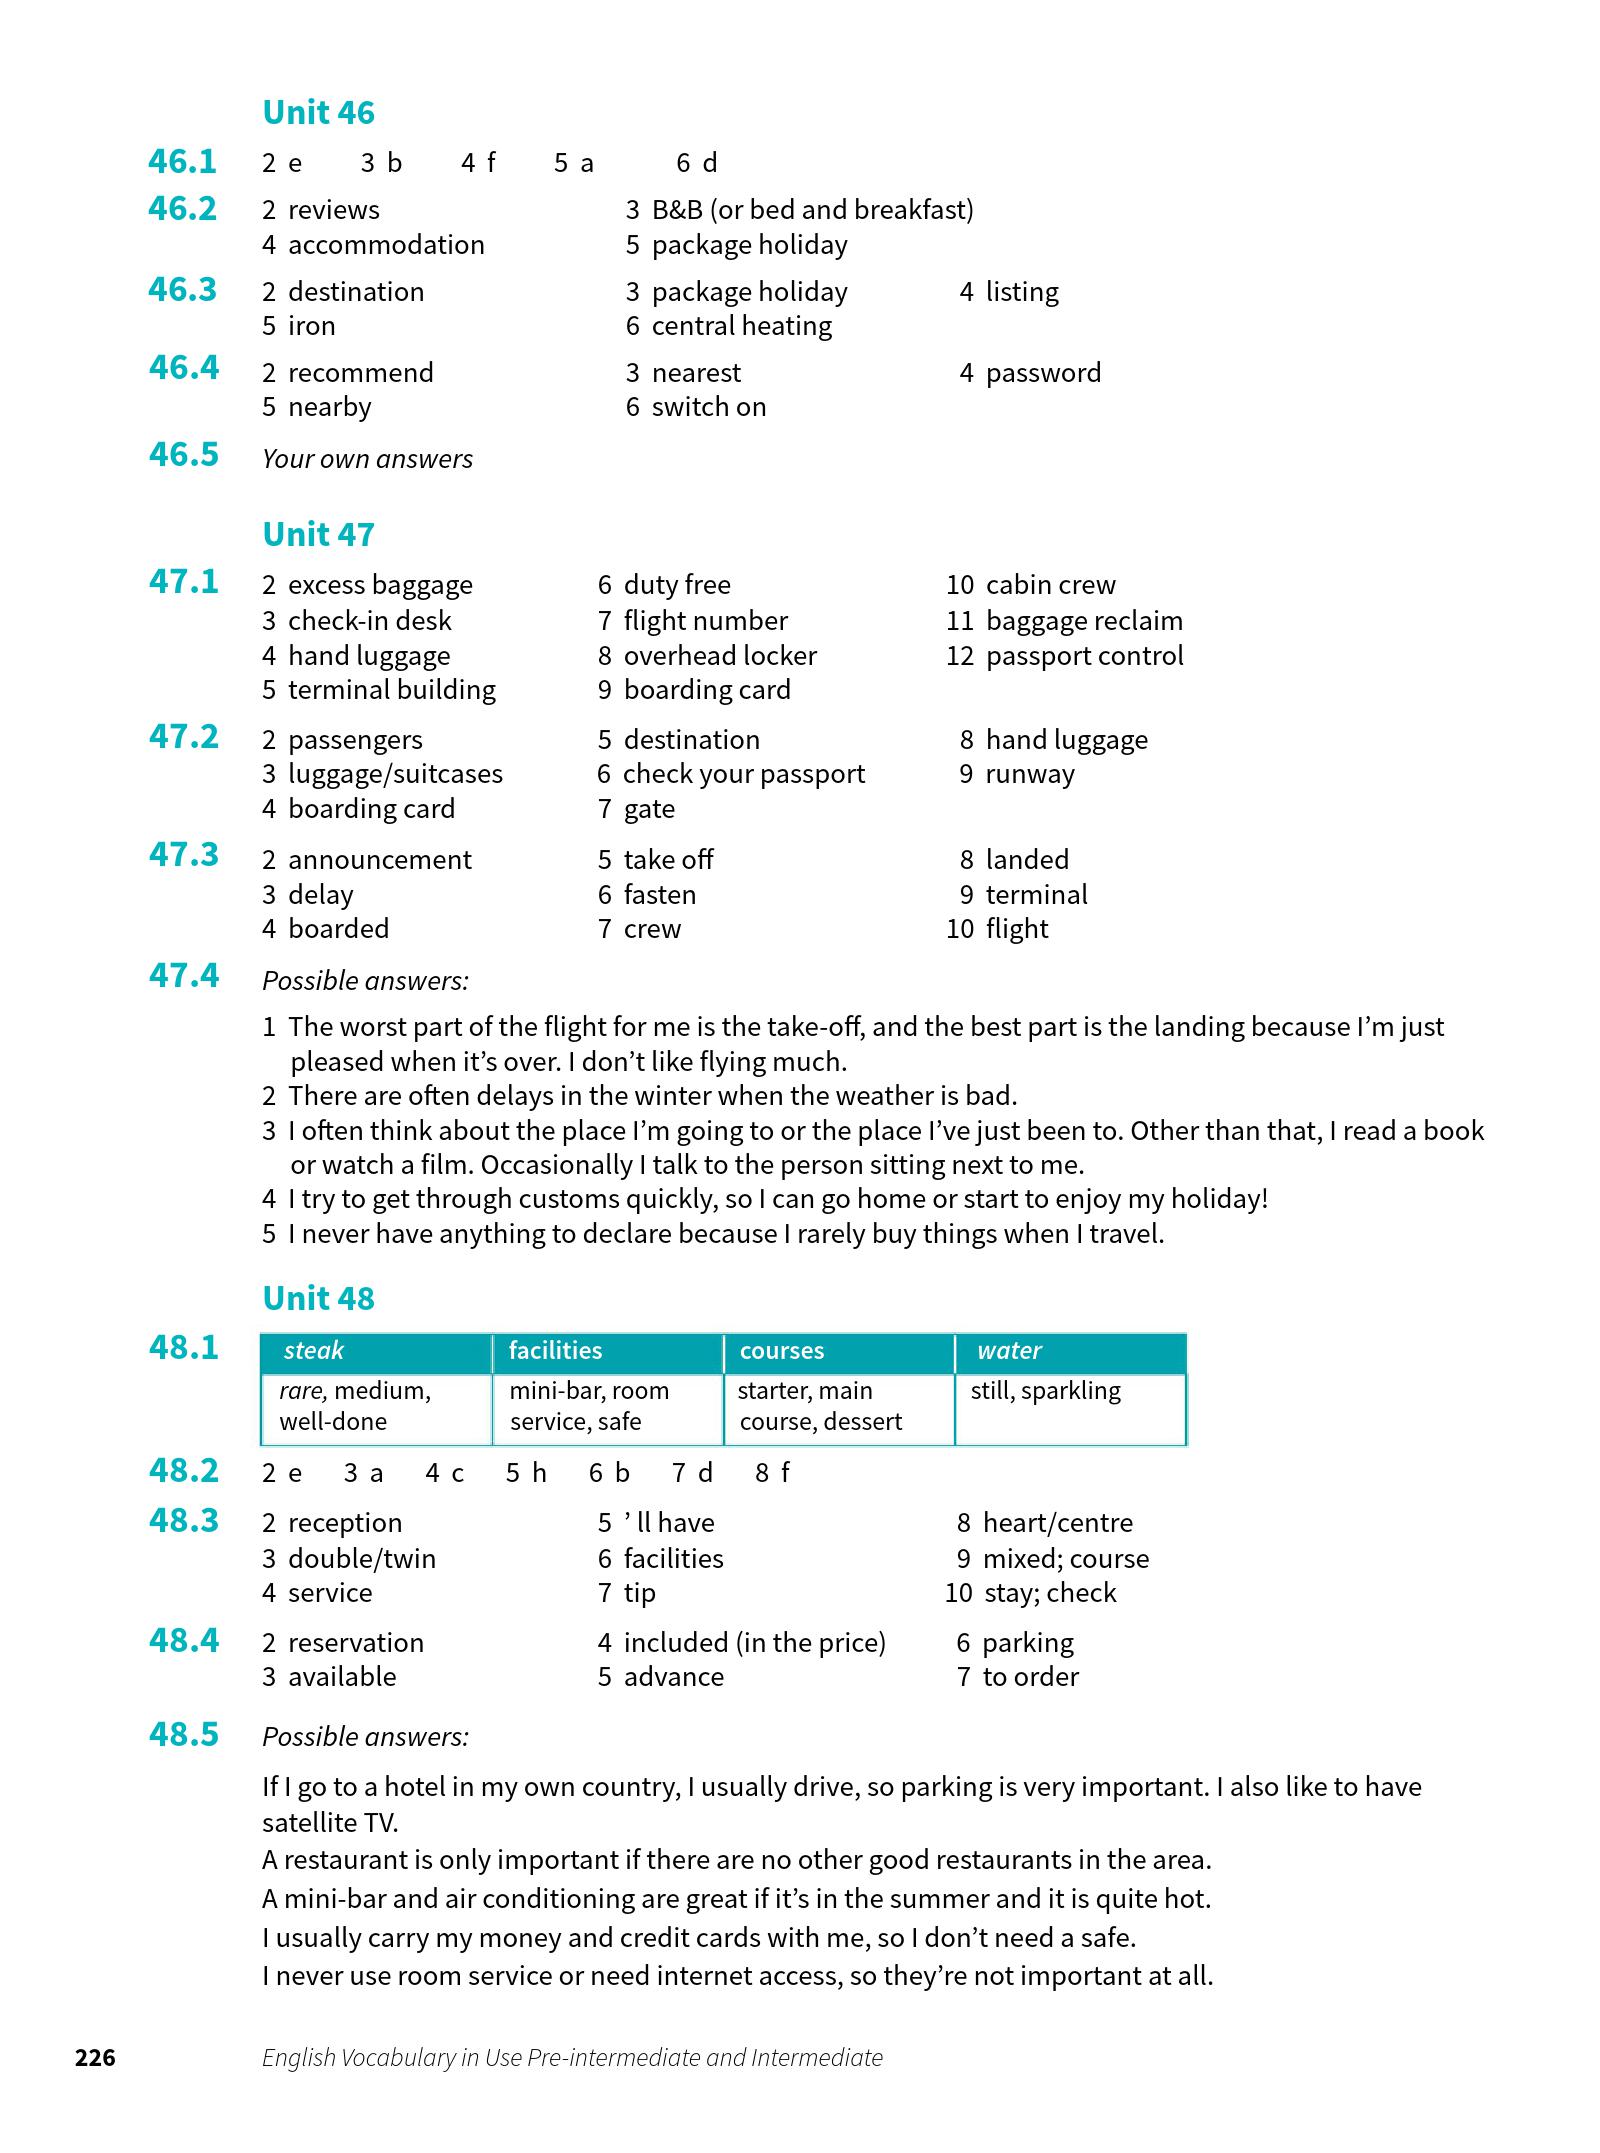 Unit 46
46.1 2 e 3 b 4 f 5 a 6 d
46.2 2 reviews 3 B&B (or bed and breakfast)
4 accommodation 5 package holiday
46.3 2 destination 3 package holiday 4 listing
5 iron 6 central heating
46.4 2 recommend 3 nearest 4 password
5 nearby 6 switch on
46.5 Your own answers
Unit 47
47.1 2 excess baggage 6 duty free 10 cabin crew
3 check-in desk 7 flight number 11 baggage reclaim
4 hand luggage 8 overhead locker 12 passport control
5 terminal building 9 boarding card
47.2 2 passengers 5 destination 8 hand luggage
3 luggage/suitcases 6 check your passport 9 runway
4 boarding card 7 gate
47.3 2 announcement 5 take off 8 landed
3 delay 6 fasten 9 terminal
4 boarded 7 crew 10 flight
47.4 Possible answers:
1 The worst part of the flight for me is the take-off, and the best part is the landing because I’m just
pleased when it’s over. I don’t like flying much.
2 There are often delays in the winter when the weather is bad.
3 I often think about the place I’m going to or the place I’ve just been to. Other than that, I read a book
or watch a film. Occasionally I talk to the person sitting next to me.
4 I try to get through customs quickly, so I can go home or start to enjoy my holiday!
5 I never have anything to declare because I rarely buy things when I travel.
Unit 48
48.1 steak facilities courses water
rare, medium, mini-bar, room starter, main still, sparkling
well-done service, safe course, dessert
48.2 2 e 3 a 4 c 5 h 6 b 7 d 8 f
48.3 2 reception 5 ’ ll have 8 heart/centre
3 double/twin 6 facilities 9 mixed; course
4 service 7 tip 10 stay; check
48.4 2 reservation 4 included (in the price) 6 parking
3 available 5 advance 7 to order
48.5 Possible answers:
If I go to a hotel in my own country, I usually drive, so parking is very important. I also like to have
satellite TV.
A restaurant is only important if there are no other good restaurants in the area.
A mini-bar and air conditioning are great if it’s in the summer and it is quite hot.
I usually carry my money and credit cards with me, so I don’t need a safe.
I never use room service or need internet access, so they’re not important at all.
226 English Vocabulary in Use Pre-intermediate and Intermediate